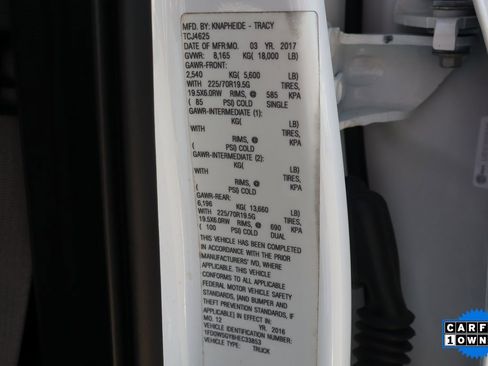 MFD. BY: KNAPHEIDE - TRACY
TCJ4625
DATE OF MFR:MO. 03 YR. 2017
GVWR: 8,165 KG( 18,000 LB)
GAWR-FRONT:
2,540 KG( 5,600 LB)
WITH 225/70R19.5G TIRES,
19.5X6.0RW RIMS, @ 585 KPA
( 85 PSI) COLD SINGLE
GAWR-INTERMEDIATE (1):
KG( LB)
WITH TIRES,
RIMS, @ KPA
( PSI) COLD
GAWR-INTERMEDIATE (2):
KG( LB)
WITH TIRES,
RIMS, @ KPA
( PSI) COLD
GAWR-REAR:
6,196 KG( 13,660 LB)
WITH 225/70R19.5G TIRES,
19.5X6.0RW RIMS, @ 690 KPA
( 100 PSI) COLD DUAL
THIS VEHICLE HAS BEEN COMPLETED
IN ACCORDANCE WITH THE PRIOR
MANUFACTURERS' IVD, WHERE
APPLICABLE. THIS VEHICLE
CONFORMS TO ALL APPLICABLE
FEDERAL MOTOR VEHICLE SAFETY
STANDARDS, [AND BUMPER AND
THEFT PREVENTION STANDARDS, IF
APPLICABLE] IN EFFECT IN:
MO. 12 YR. 2016
VEHICLE IDENTIFICATION NUMBER:
VEHICLE TYPE: TRUCK
CARF
1 OWN